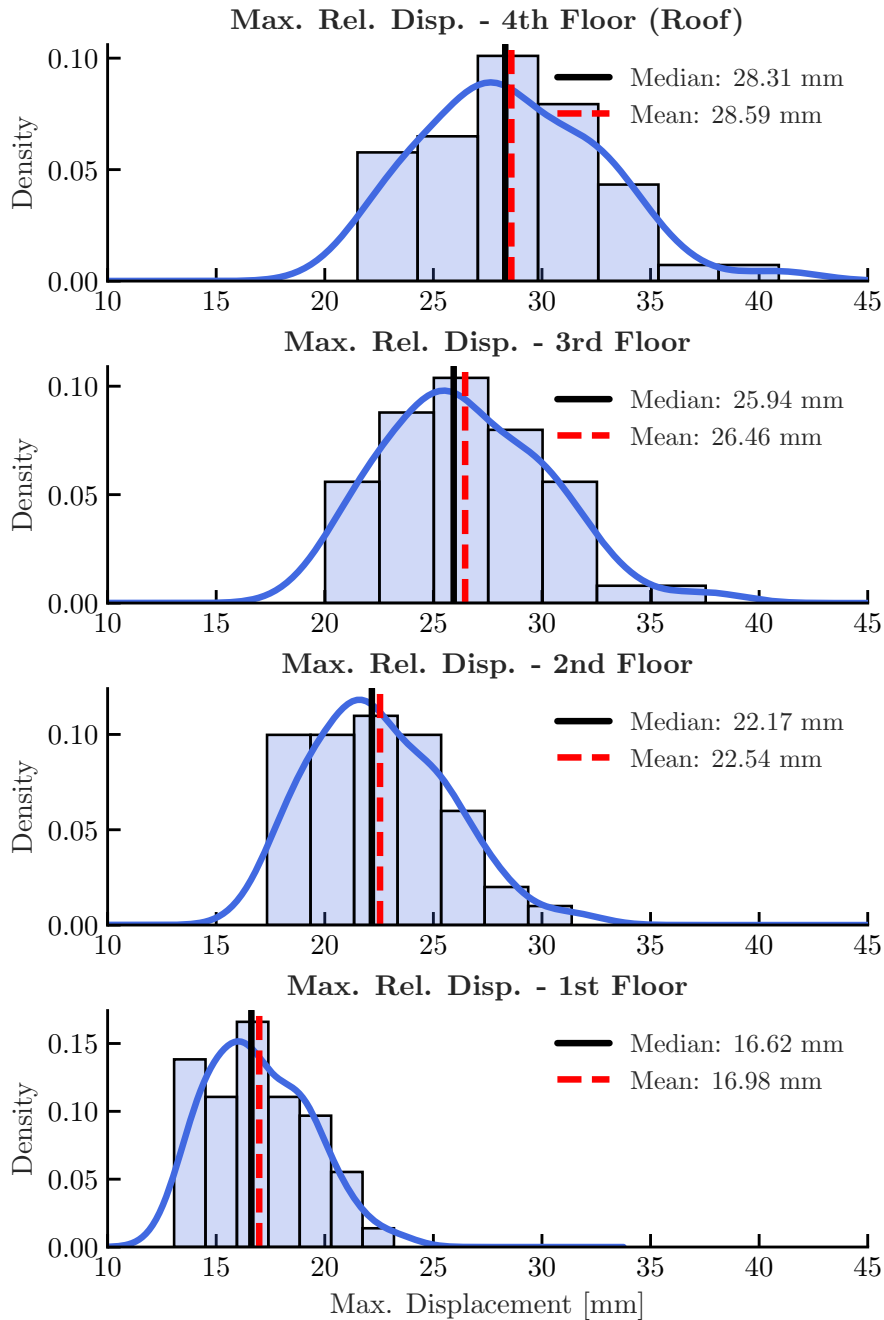 Max. Rel. Disp. - 4th Floor (Roof)
Density
0.10
0.05
0.00
Median: 28.31 mm
Mean: 28.59 mm
10 15 20 25 30 35 40 45
Max. Rel. Disp. - 3rd Floor
Density
0.10
0.05
0.00
Median: 25.94 mm
Mean: 26.46 mm
10 15 20 25 30 35 40 45
Max. Rel. Disp. - 2nd Floor
Density
0.10
0.05
0.00
Median: 22.17 mm
Mean: 22.54 mm
10 15 20 25 30 35 40 45
Max. Rel. Disp. - 1st Floor
Density
0.15
0.10
0.05
0.00
Median: 16.62 mm
Mean: 16.98 mm
10 15 20 25 30 35 40 45
Max. Displacement [mm]